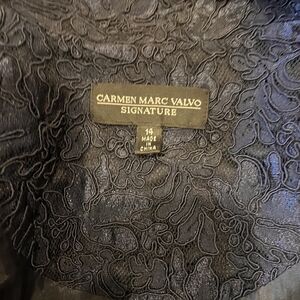 CARMEN MARC VALVO
SIGNATURE
14
MADE
IN
CHINA